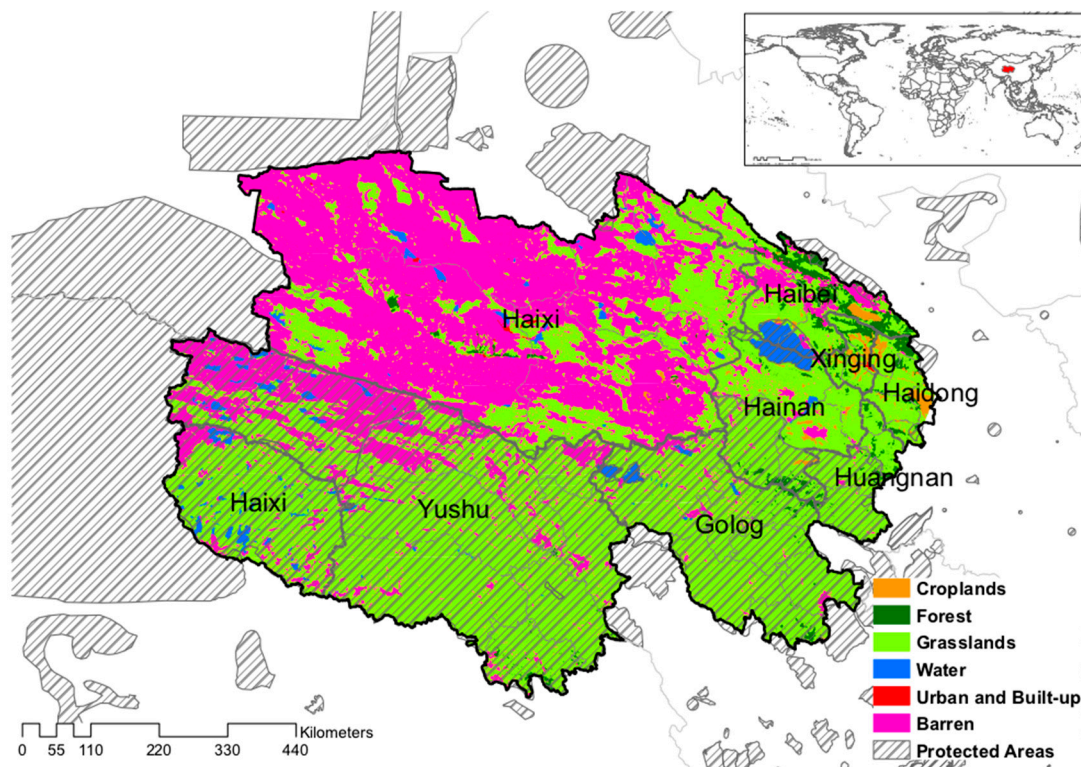 Haibei
Haixi
Xinging
Haidong
Hainan
Huangnan
Haixi
Yushu
Golog
Croplands
Forest
Grasslands
Water
Urban and Built-up
Barren
Protected Areas
Kilometers
0 55 110 220 330 440